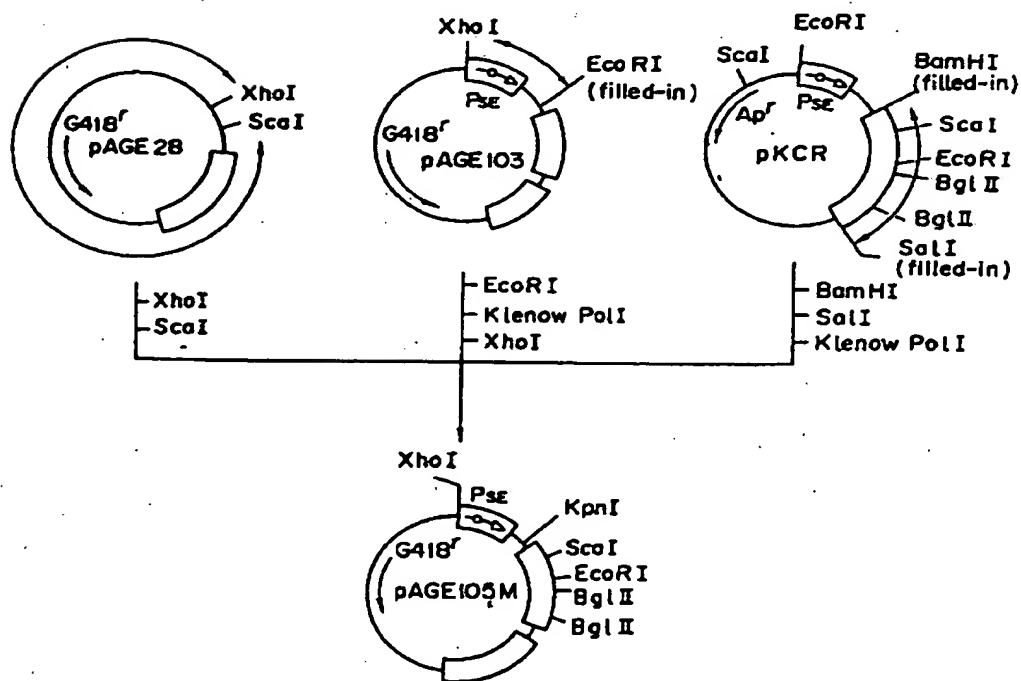 XhoI
ScaI
G418r
pAGE28
XhoI
PSE
EcoRI
(filled-in)
G418r
pAGE103
EcoRI
ScaI
PSE
Apr
pKCR
BamHI
(filled-in)
ScaI
EcoRI
BglII
BglII
SalI
(filled-in)
XhoI
ScaI
EcoRI
Klenow PolI
XhoI
BamHI
SalI
Klenow PolI
XhoI
PSE
KpnI
G418r
pAGE105M
ScaI
EcoRI
BglII
BglII